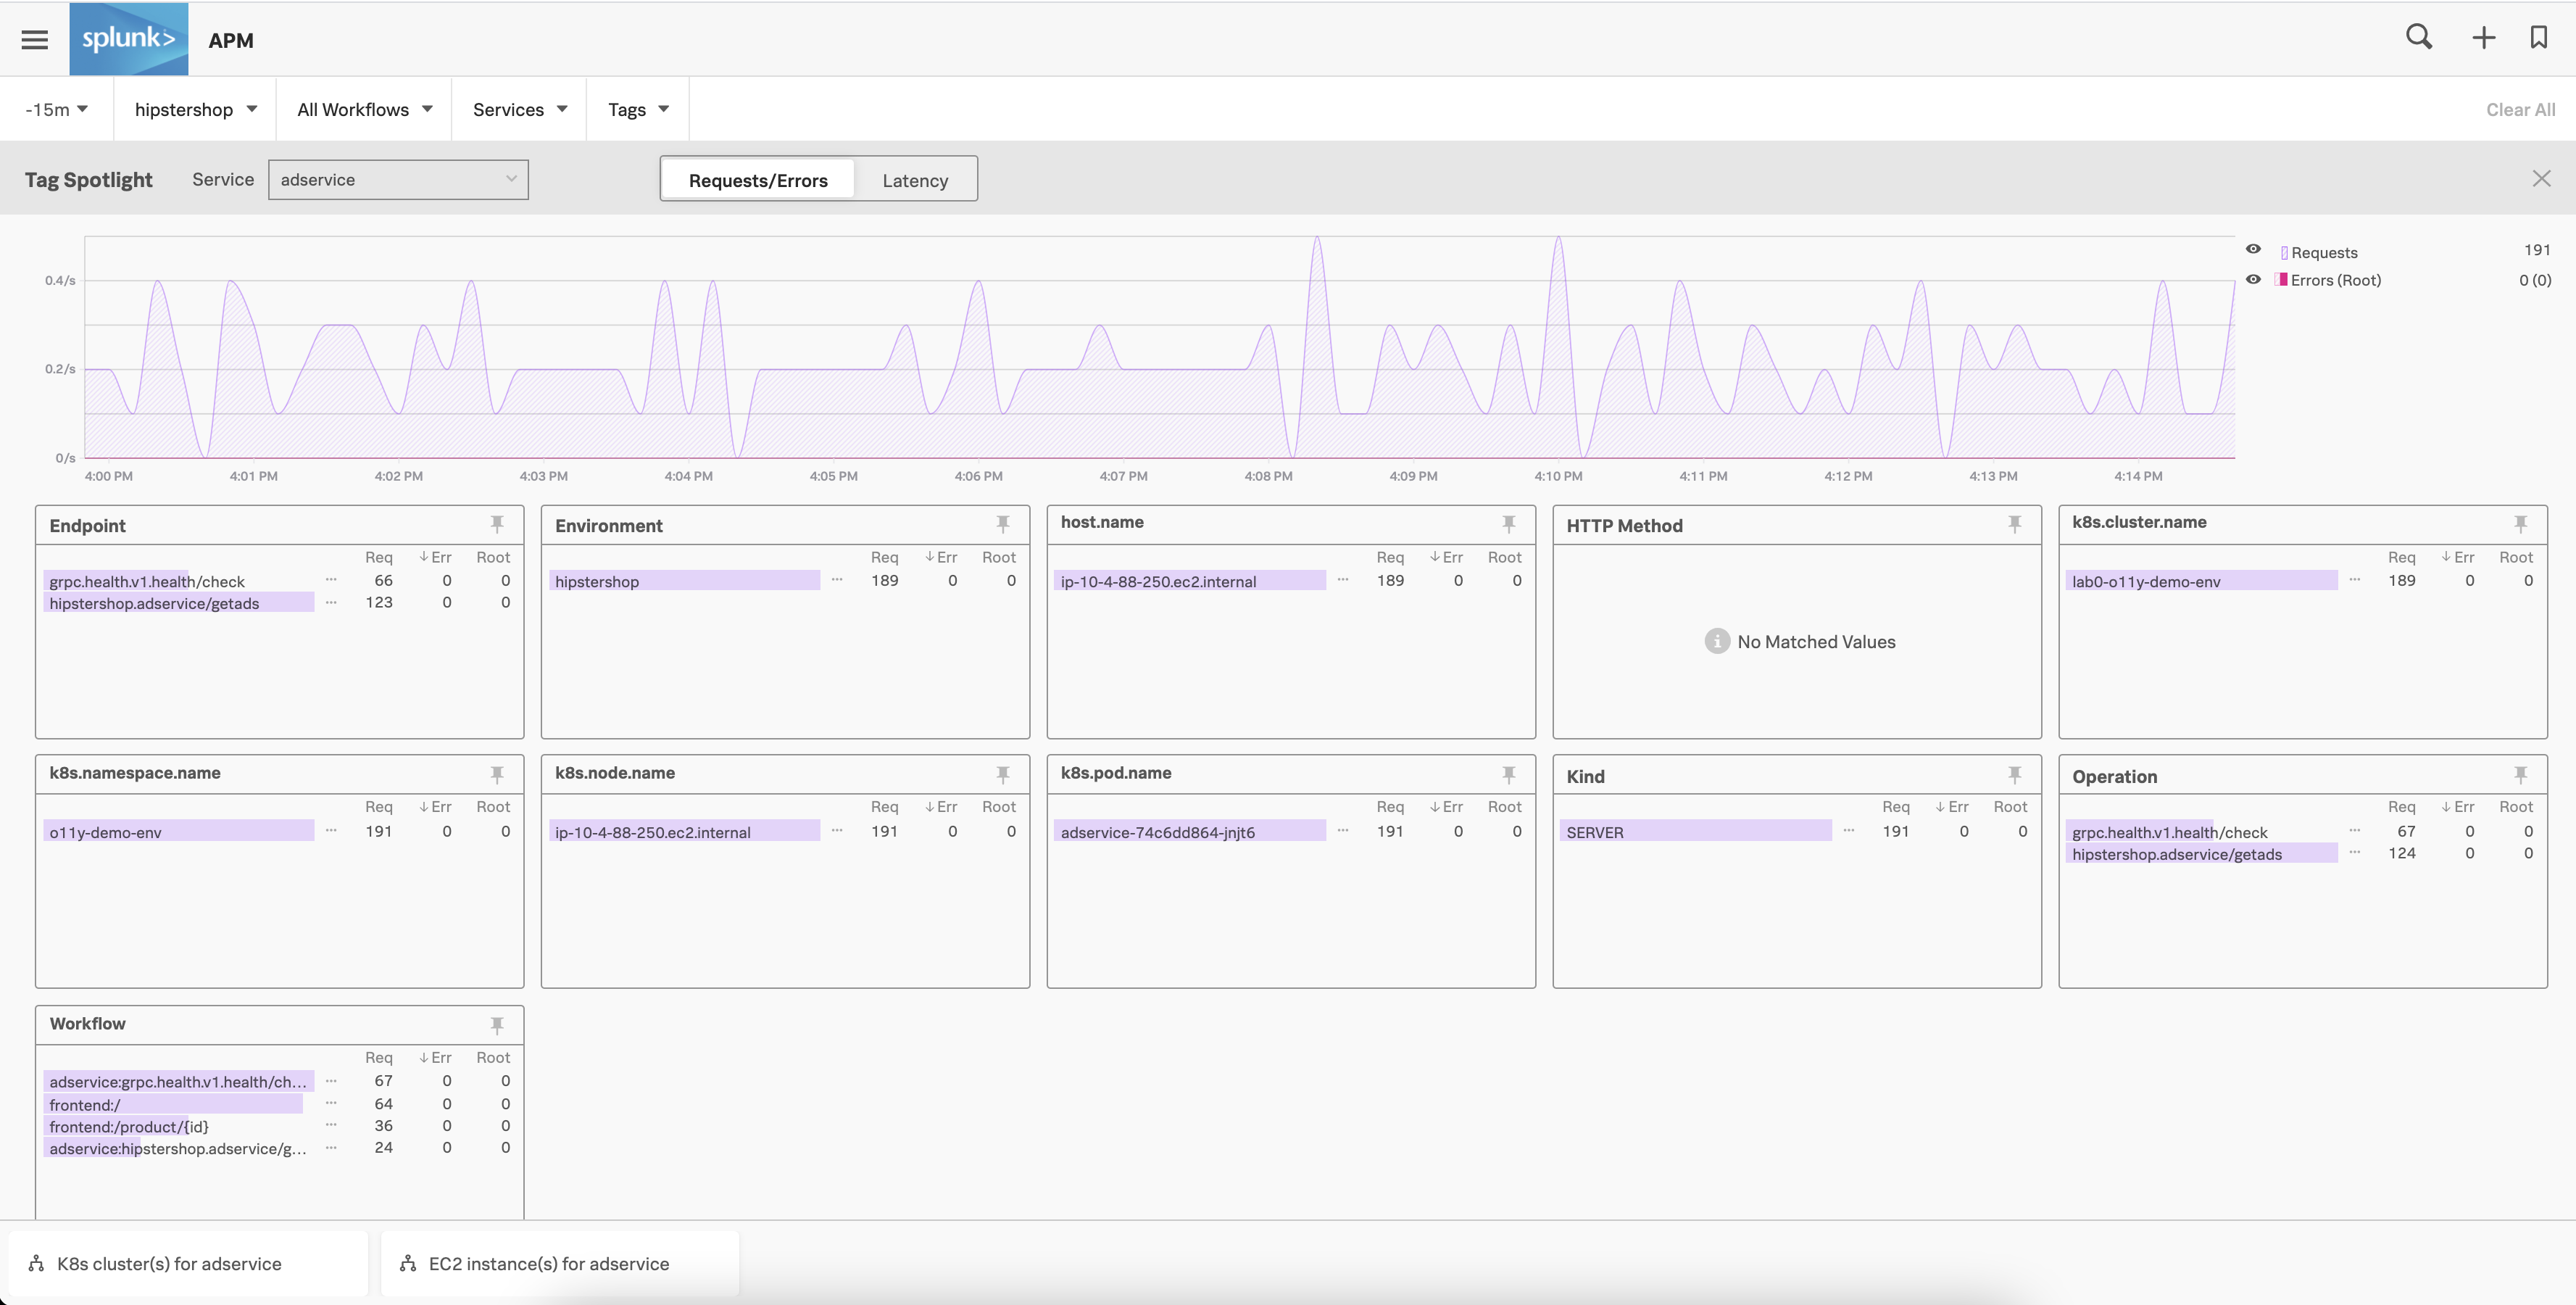 splunk> APM
-15m hipstershop All Workflows Services Tags Clear All
Tag Spotlight Service adservice Requests/Errors Latency
0.4/s
0.2/s
0/s
4:00 PM 4:01 PM 4:02 PM 4:03 PM 4:04 PM 4:05 PM 4:06 PM 4:07 PM 4:08 PM 4:09 PM 4:10 PM 4:11 PM 4:12 PM 4:13 PM 4:14 PM
Requests 191
Errors (Root) 0 (0)
Endpoint
Req ↓Err Root
grpc.health.v1.health/check ... 66 0 0
hipstershop.adservice/getads ... 123 0 0
Environment
Req ↓Err Root
hipstershop ... 189 0 0
host.name
Req ↓Err Root
ip-10-4-88-250.ec2.internal ... 189 0 0
HTTP Method
No Matched Values
k8s.cluster.name
Req ↓Err Root
lab0-o11y-demo-env ... 189 0 0
k8s.namespace.name
Req ↓Err Root
o11y-demo-env ... 191 0 0
k8s.node.name
Req ↓Err Root
ip-10-4-88-250.ec2.internal ... 191 0 0
k8s.pod.name
Req ↓Err Root
adservice-74c6dd864-jnjt6 ... 191 0 0
Kind
Req ↓Err Root
SERVER ... 191 0 0
Operation
Req ↓Err Root
grpc.health.v1.health/check ... 67 0 0
hipstershop.adservice/getads ... 124 0 0
Workflow
Req ↓Err Root
adservice:grpc.health.v1.health/ch... ... 67 0 0
frontend:/ ... 64 0 0
frontend:/product/{id} ... 36 0 0
adservice:hipstershop.adservice/g... ... 24 0 0
K8s cluster(s) for adservice
EC2 instance(s) for adservice